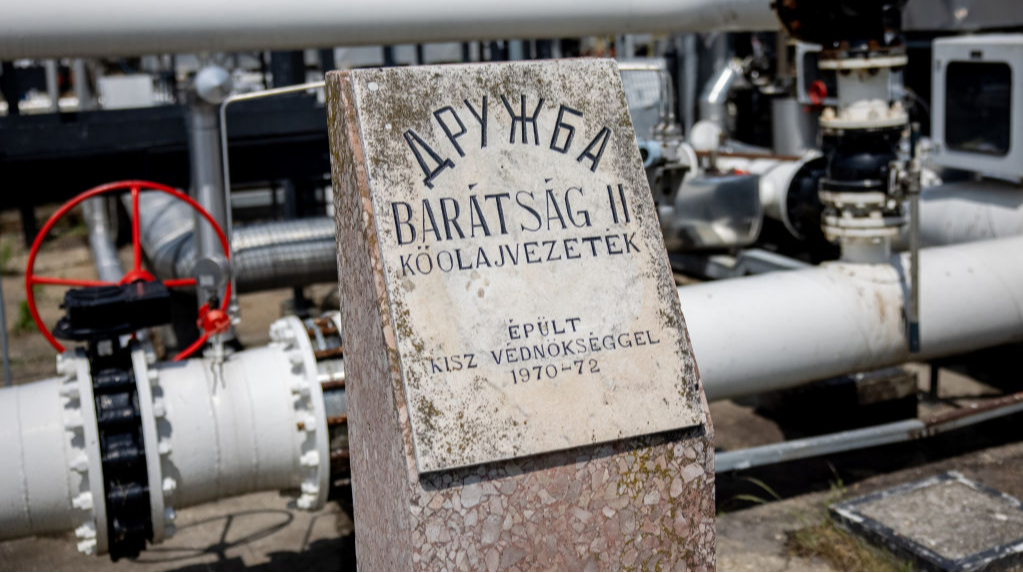 ДРУЖБА
BARÁTSÁG II
KŐOLAJVEZETÉK
ÉPÜLT
KISZ VÉDNÖKSÉGGEL
1970-72